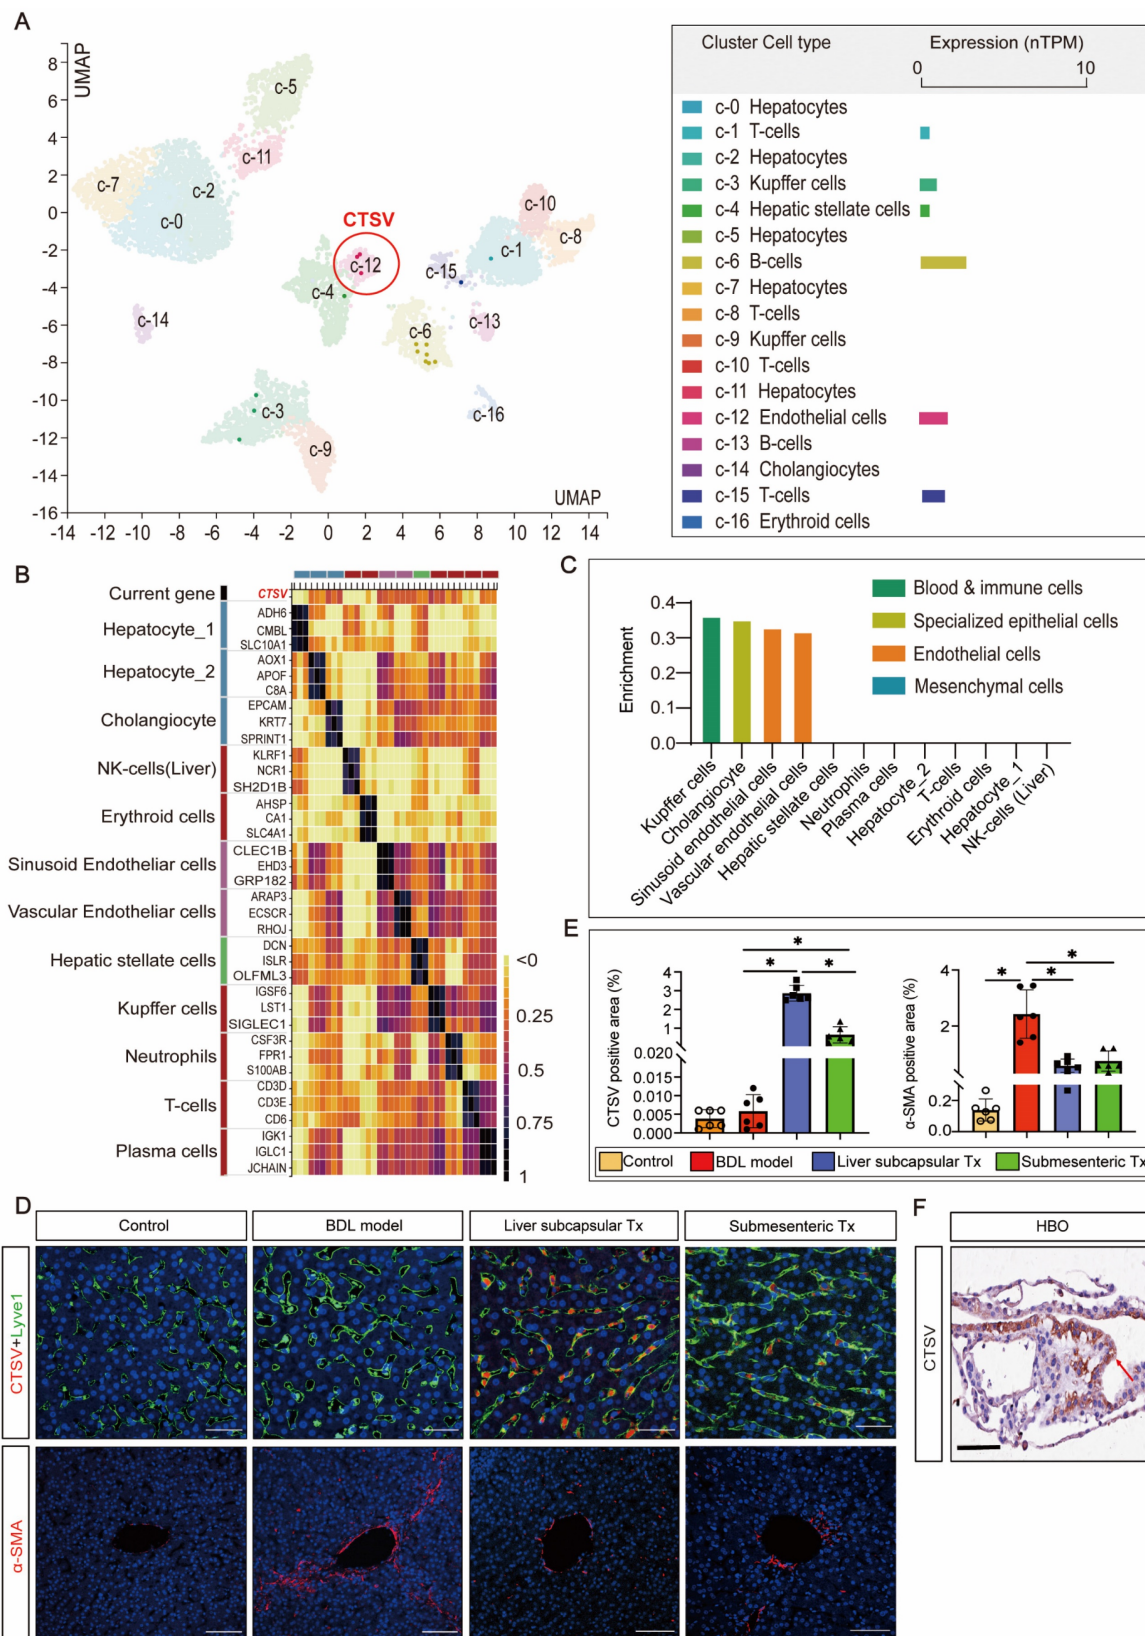 A
UMAP
8
6
4
2
0
-2
-4
-6
-8
-10
-12
-14
-16
-14
-12
-10
-8
-6
-4
-2
0
2
4
6
8
10
12
14
UMAP
c-5
c-11
c-7
c-2
c-0
c-10
c-8
c-1
CTSV
c-12
c-15
c-4
c-14
c-6
c-13
c-3
c-16
c-9
Cluster Cell type
Expression (nTPM)
0
10
c-0 Hepatocytes
c-1 T-cells
c-2 Hepatocytes
c-3 Kupffer cells
c-4 Hepatic stellate cells
c-5 Hepatocytes
c-6 B-cells
c-7 Hepatocytes
c-8 T-cells
c-9 Kupffer cells
c-10 T-cells
c-11 Hepatocytes
c-12 Endothelial cells
c-13 B-cells
c-14 Cholangiocytes
c-15 T-cells
c-16 Erythroid cells
B
Current gene
CTSV
Hepatocyte_1
ADH6
CMBL
SLC10A1
Hepatocyte_2
AOX1
APOF
C8A
Cholangiocyte
EPCAM
KRT7
SPRINT1
NK-cells(Liver)
KLRF1
NCR1
SH2D1B
Erythroid cells
AHSP
CA1
SLC4A1
Sinusoid Endotheliar cells
CLEC1B
EHD3
GRP182
Vascular Endotheliar cells
ARAP3
ECSCR
RHOJ
Hepatic stellate cells
DCN
ISLR
OLFML3
Kupffer cells
IGSF6
LST1
SIGLEC1
Neutrophils
CSF3R
FPR1
S100AB
T-cells
CD3D
CD3E
CD6
Plasma cells
IGK1
IGLC1
JCHAIN
<0
0.25
0.5
0.75
1
C
Enrichment
0.4
0.3
0.2
0.1
0.0
Blood & immune cells
Specialized epithelial cells
Endothelial cells
Mesenchymal cells
Kupffer cells
Cholangiocyte
Sinusoid endothelial cells
Vascular endothelial cells
Hepatic stellate cells
Neutrophils
Plasma cells
Hepatocyte_2
T-cells
Erythroid cells
Hepatocyte_1
NK-cells (Liver)
E
CTSV positive area (%)
4
3
2
1
0.020
0.015
0.010
0.005
0.000
*
*
*
α-SMA positive area (%)
4
2
0.2
0.0
*
*
*
Control
BDL model
Liver subcapsular Tx
Submesenteric Tx
D
Control
BDL model
Liver subcapsular Tx
Submesenteric Tx
CTSV+Lyve1
α-SMA
F
HBO
CTSV